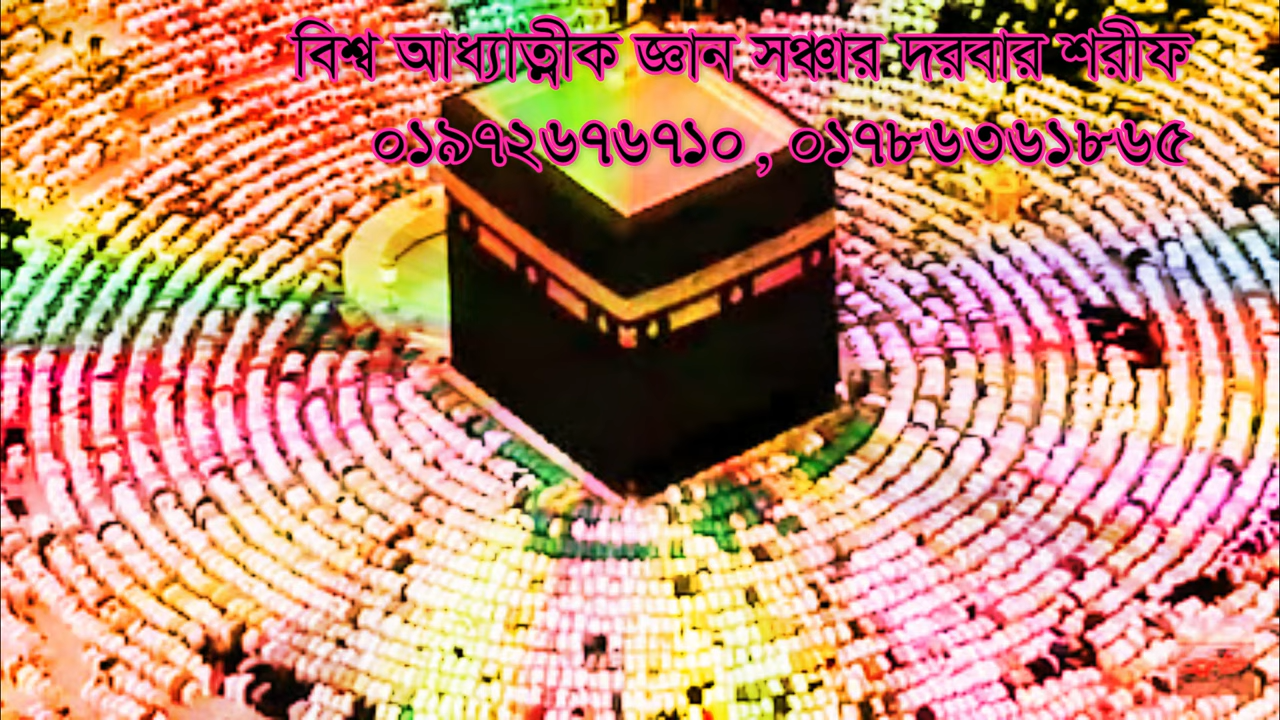 বিশ্ব আধ্যাত্নীক জ্ঞান সঞ্চার দরবার শরীফ
০১৯৭২৬৭৬৭১০ , ০১৭৮৬৩৬১৮৬৫